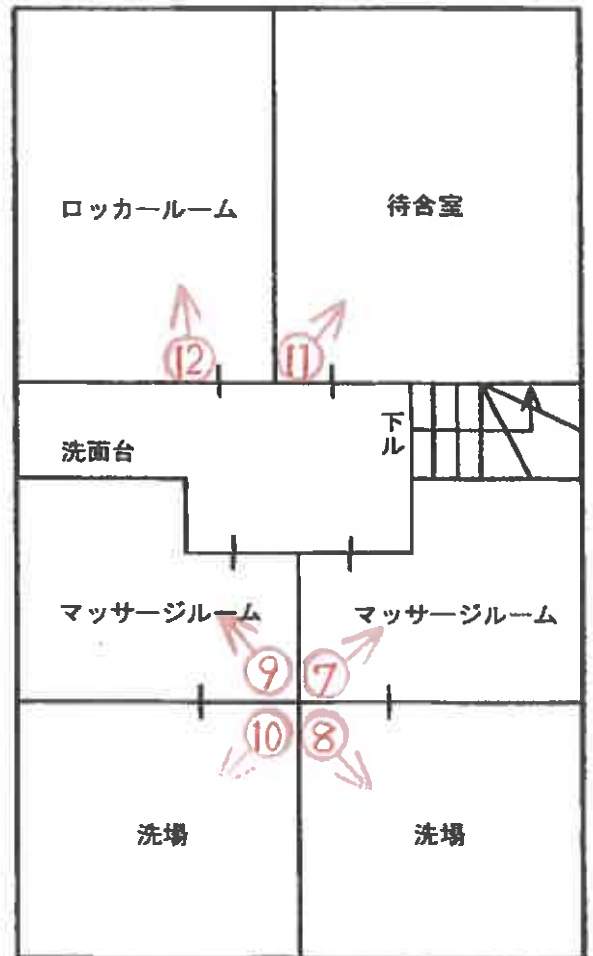 ロッカールーム
待合室
⑫
⑪
下ル
洗面台
マッサージルーム
マッサージルーム
⑨
⑦
⑩
⑧
洗場
洗場